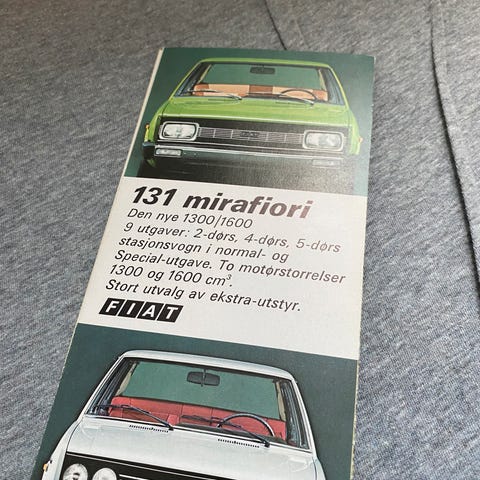 131 mirafiori
Den nye 1300/1600
9 utgaver: 2-dørs, 4-dørs, 5-dørs
stasjonsvogn i normal- og
Special-utgave. To motørstorrelser
1300 og 1600 cm³.
Stort utvalg av ekstra-utstyr.
FIAT